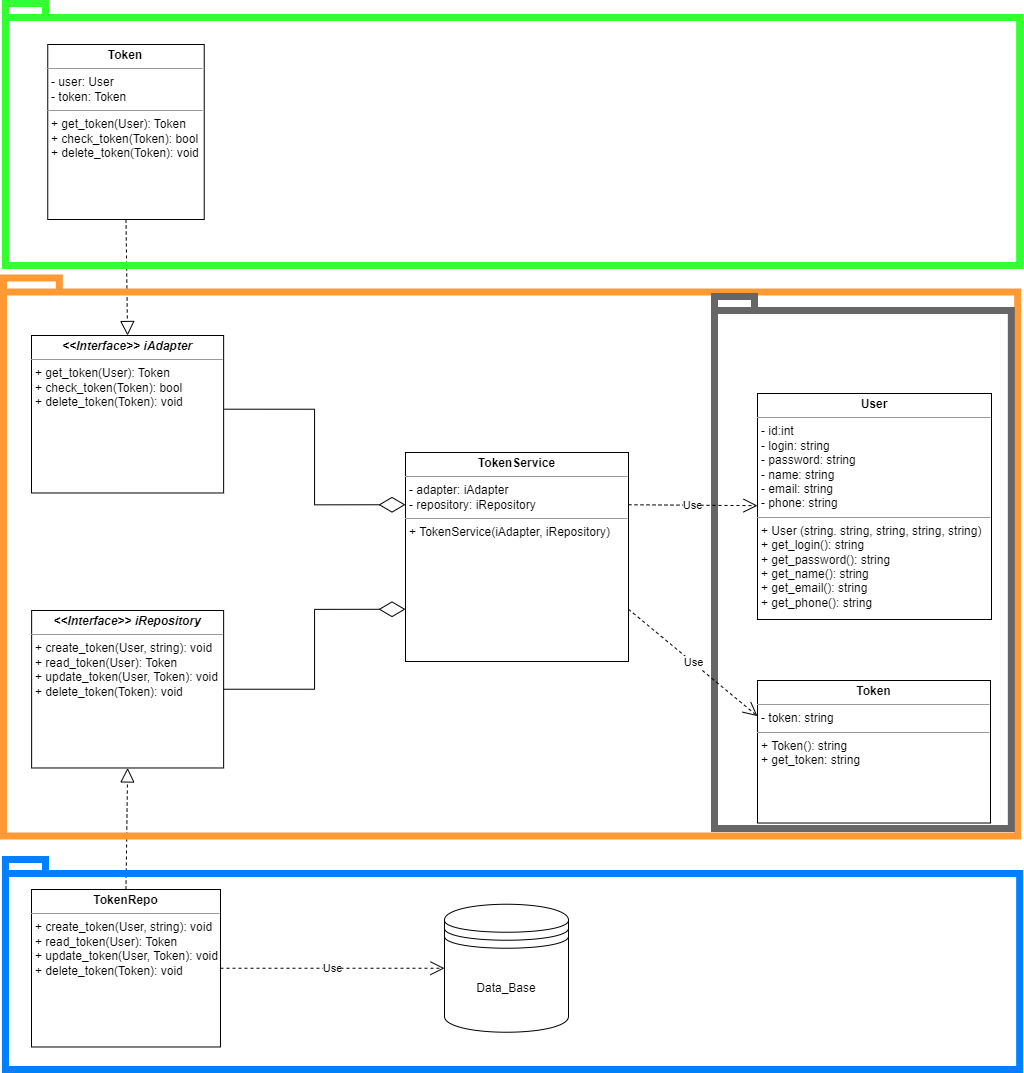 Token
- user: User
- token: Token
+ get_token(User): Token
+ check_token(Token): bool
+ delete_token(Token): void
<<Interface>> iAdapter
+ get_token(User): Token
+ check_token(Token): bool
+ delete_token(Token): void
TokenService
- adapter: iAdapter
- repository: iRepository
+ TokenService(iAdapter, iRepository)
Use
User
- id:int
- login: string
- password: string
- name: string
- email: string
- phone: string
+ User (string. string, string, string, string)
+ get_login(): string
+ get_password(): string
+ get_name(): string
+ get_email(): string
+ get_phone(): string
<<Interface>> iRepository
+ create_token(User, string): void
+ read_token(User): Token
+ update_token(User, Token): void
+ delete_token(Token): void
Use
Token
- token: string
+ Token(): string
+ get_token: string
TokenRepo
+ create_token(User, string): void
+ read_token(User): Token
+ update_token(User, Token): void
+ delete_token(Token): void
Use
Data_Base